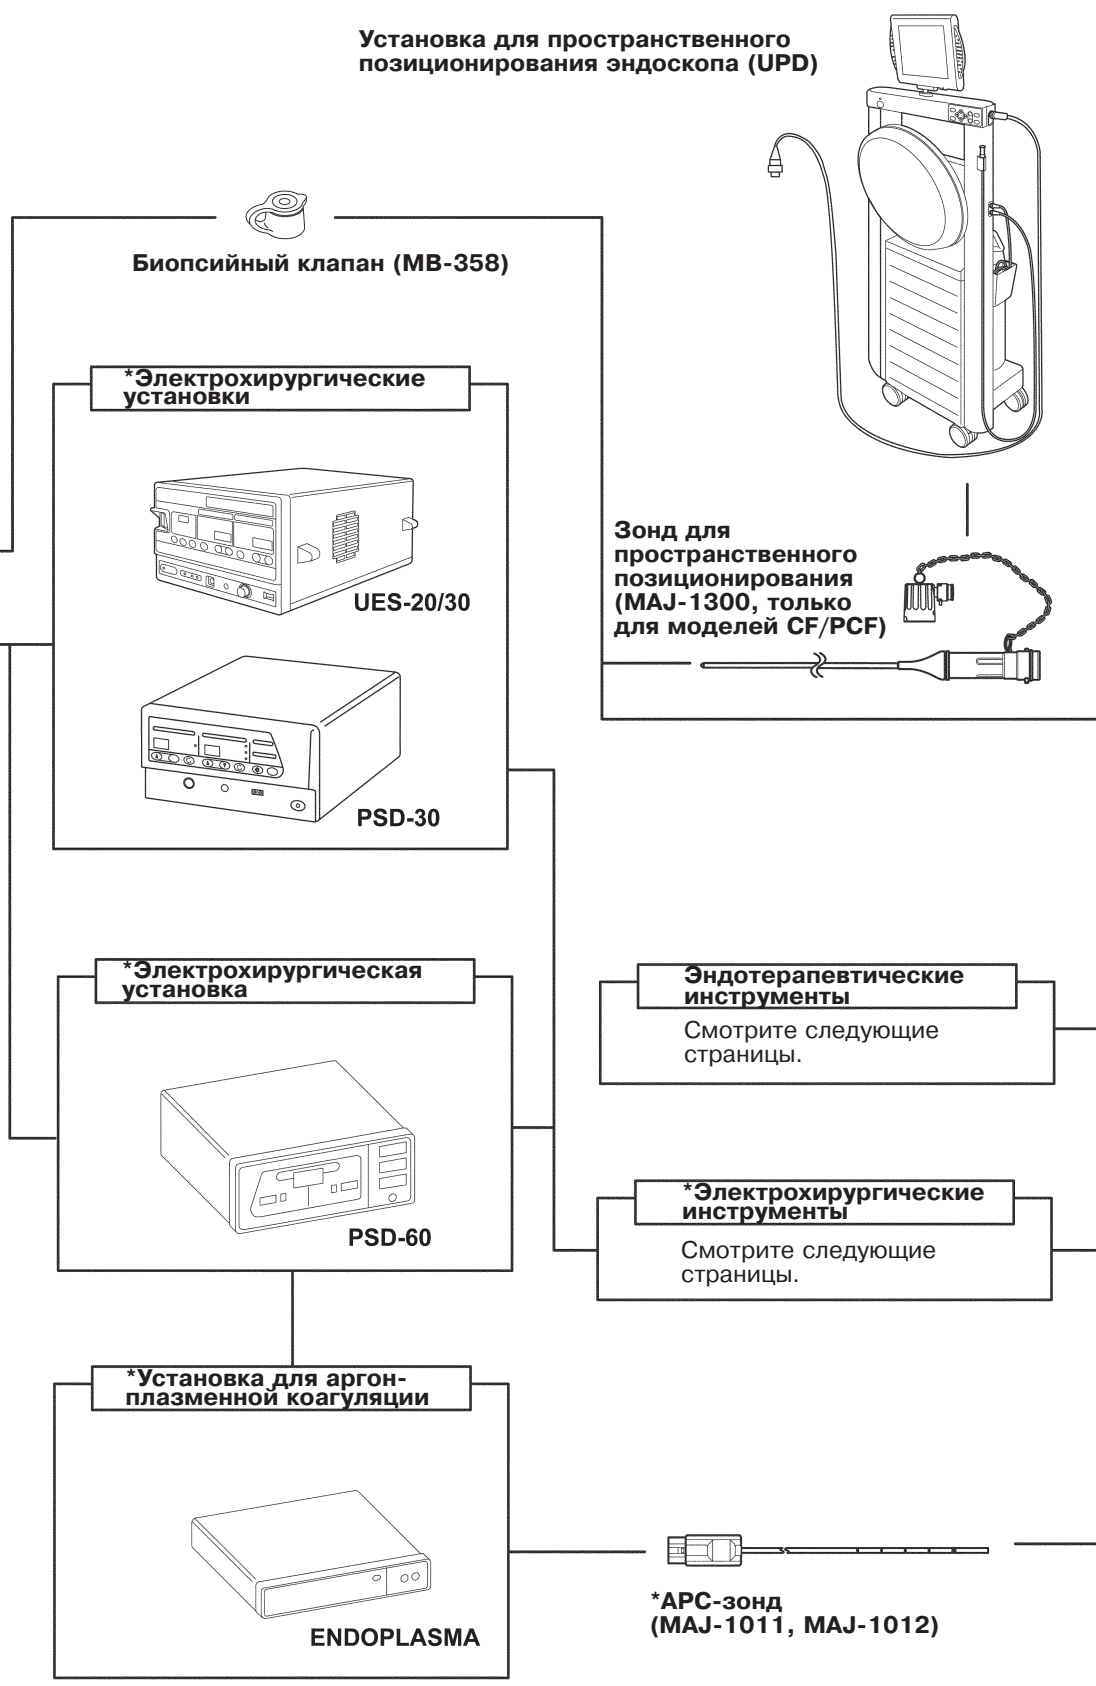 Установка для пространственного
позиционирования эндоскопа (UPD)
Биопсийный клапан (MB-358)
*Электрохирургические
установки
UES-20/30
PSD-30
Зонд для
пространственного
позиционирования
(MAJ-1300, только
для моделей CF/PCF)
*Электрохирургическая
установка
PSD-60
Эндотерапевтические
инструменты
Смотрите следующие
страницы.
*Электрохирургические
инструменты
Смотрите следующие
страницы.
*Установка для аргон-
плазменной коагуляции
ENDOPLASMA
*APC-зонд
(MAJ-1011, MAJ-1012)